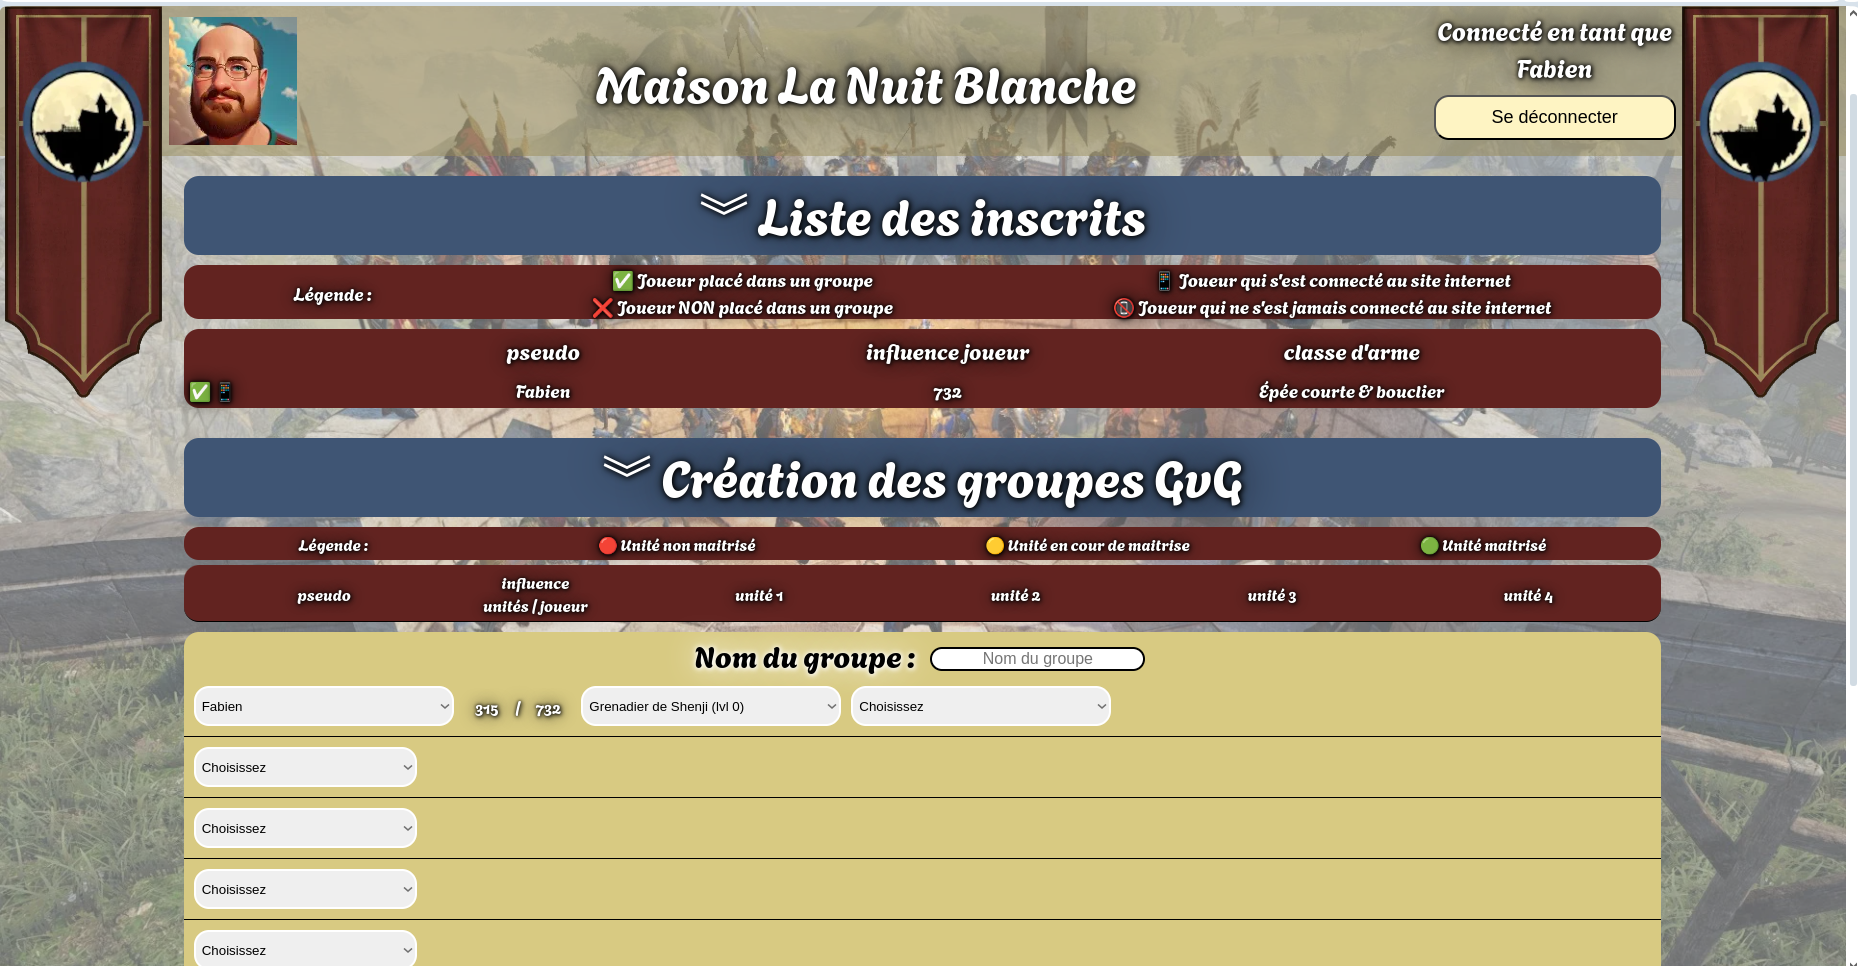 Maison La Nuit Blanche
Connecté en tant que
Fabien
Se déconnecter
Liste des inscrits
Légende :
✅ Joueur placé dans un groupe
❌ Joueur NON placé dans un groupe
📱 Joueur qui s'est connecté au site internet
📵 Joueur qui ne s'est jamais connecté au site internet
pseudo influence joueur classe d'arme
✅ 📱 Fabien 732 Épée courte & bouclier
Création des groupes GvG
Légende : 🔴 Unité non maitrisé 🟡 Unité en cour de maitrise 🟢 Unité maitrisé
pseudo
influence
unités / joueur
unité 1 unité 2 unité 3 unité 4
Nom du groupe : Nom du groupe
Fabien 315 / 732 Grenadier de Shenji (lvl 0) Choisissez
Choisissez
Choisissez
Choisissez
Choisissez